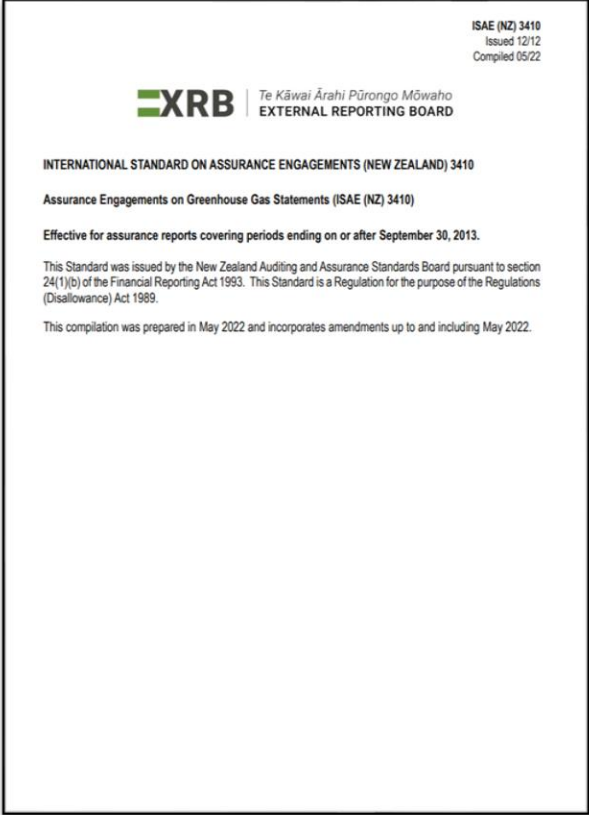 ISAE (NZ) 3410
Issued 12/12
Compiled 05/22
XRB
Te Kāwai Ārahi Pūrongo Mōwaho
EXTERNAL REPORTING BOARD
INTERNATIONAL STANDARD ON ASSURANCE ENGAGEMENTS (NEW ZEALAND) 3410
Assurance Engagements on Greenhouse Gas Statements (ISAE (NZ) 3410)
Effective for assurance reports covering periods ending on or after September 30, 2013.
This Standard was issued by the New Zealand Auditing and Assurance Standards Board pursuant to section
24(1)(b) of the Financial Reporting Act 1993. This Standard is a Regulation for the purpose of the Regulations
(Disallowance) Act 1989.
This compilation was prepared in May 2022 and incorporates amendments up to and including May 2022.